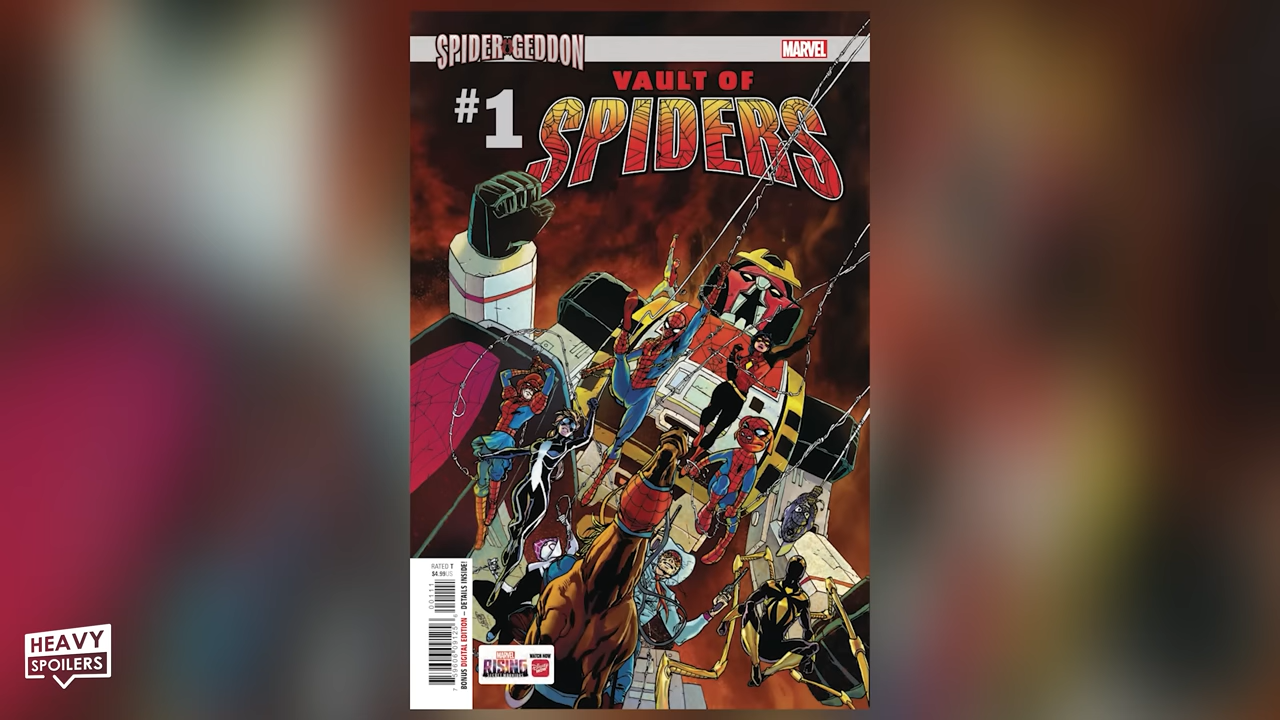 SPIDER-GEDDON
MARVEL
VAULT OF
#1 SPIDERS
RATED T
$4.99 US
BONUS DIGITAL EDITION – DETAILS INSIDE!
MARVEL
RISING
WATCH NOW
HEAVY
SPOILERS